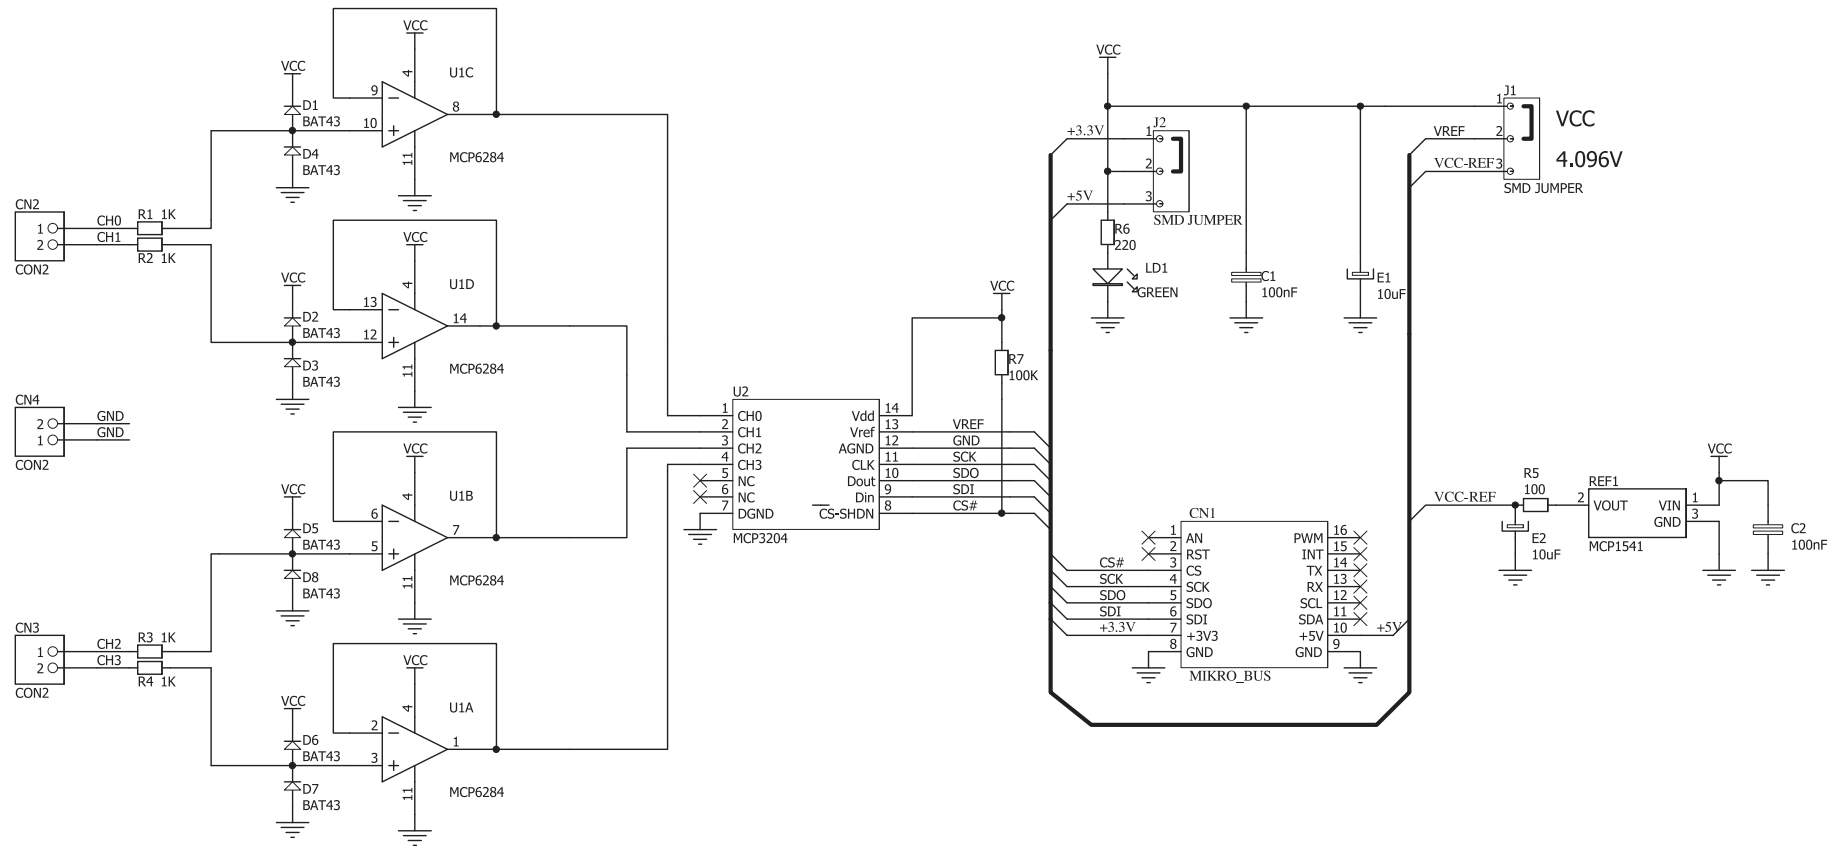 VCC
VCC
4
U1C
9
8
D1
BAT43
10
D4
BAT43
11
MCP6284
CN2
CH0
R1 1K
1
2
CH1
R2 1K
CON2
VCC
VCC
4
U1D
13
14
D2
BAT43
12
D3
BAT43
11
MCP6284
CN4
GND
2
1
GND
CON2
VCC
VCC
4
U1B
6
7
D5
BAT43
5
D8
BAT43
11
MCP6284
CN3
CH2
R3 1K
1
2
CH3
R4 1K
CON2
VCC
VCC
4
U1A
2
1
D6
BAT43
3
D7
BAT43
11
MCP6284
U2
1 CH0
2 CH1
3 CH2
4 CH3
5 NC
6 NC
7 DGND
Vdd 14
Vref 13 VREF
AGND 12 GND
CLK 11 SCK
Dout 10 SDO
Din 9 SDI
CS-SHDN 8 CS#
MCP3204
VCC
R7
100K
VCC
J2
+3.3V 1
2
+5V 3
SMD JUMPER
R6
220
LD1
GREEN
C1
100nF
E1
10uF
J1
1
VREF 2
VCC-REF 3
VCC
4.096V
SMD JUMPER
CN1
1 AN
2 RST
CS# 3 CS
SCK 4 SCK
SDO 5 SDO
SDI 6 SDI
+3.3V 7 +3V3
8 GND
PWM 16
INT 15
TX 14
RX 13
SCL 12
SDA 11
+5V 10 +5V
GND 9
MIKRO_BUS
VCC-REF
R5
100
E2
10uF
REF1
2 VOUT
VIN 1
GND 3
MCP1541
VCC
C2
100nF